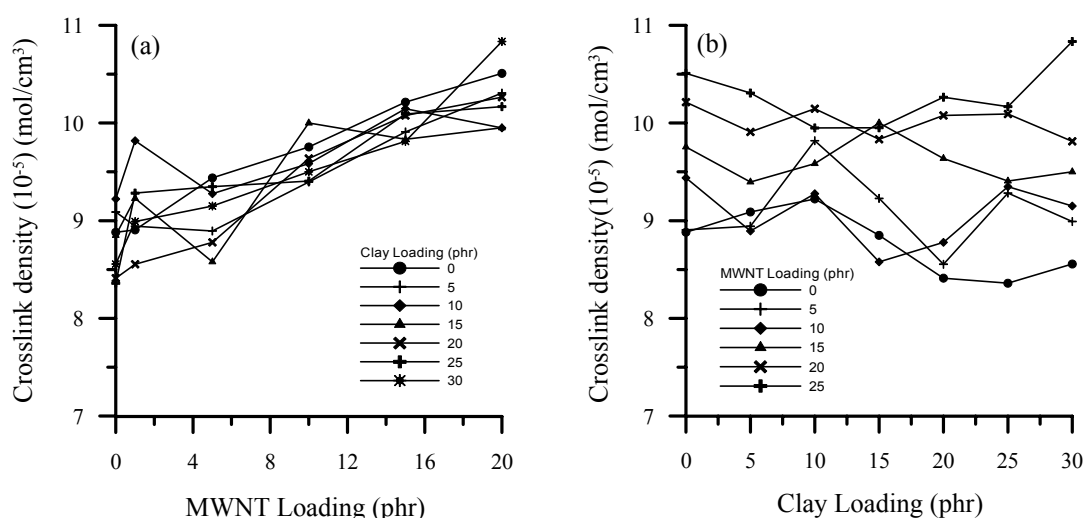 (a)
Crosslink density (10⁻⁵) (mol/cm³)
11
10
9
8
7
Clay Loading (phr)
0
5
10
15
20
25
30
0 4 8 12 16 20
MWNT Loading (phr)
(b)
Crosslink density(10⁻⁵) (mol/cm³)
11
10
9
8
7
MWNT Loading (phr)
0
5
10
15
20
25
0 5 10 15 20 25 30
Clay Loading (phr)